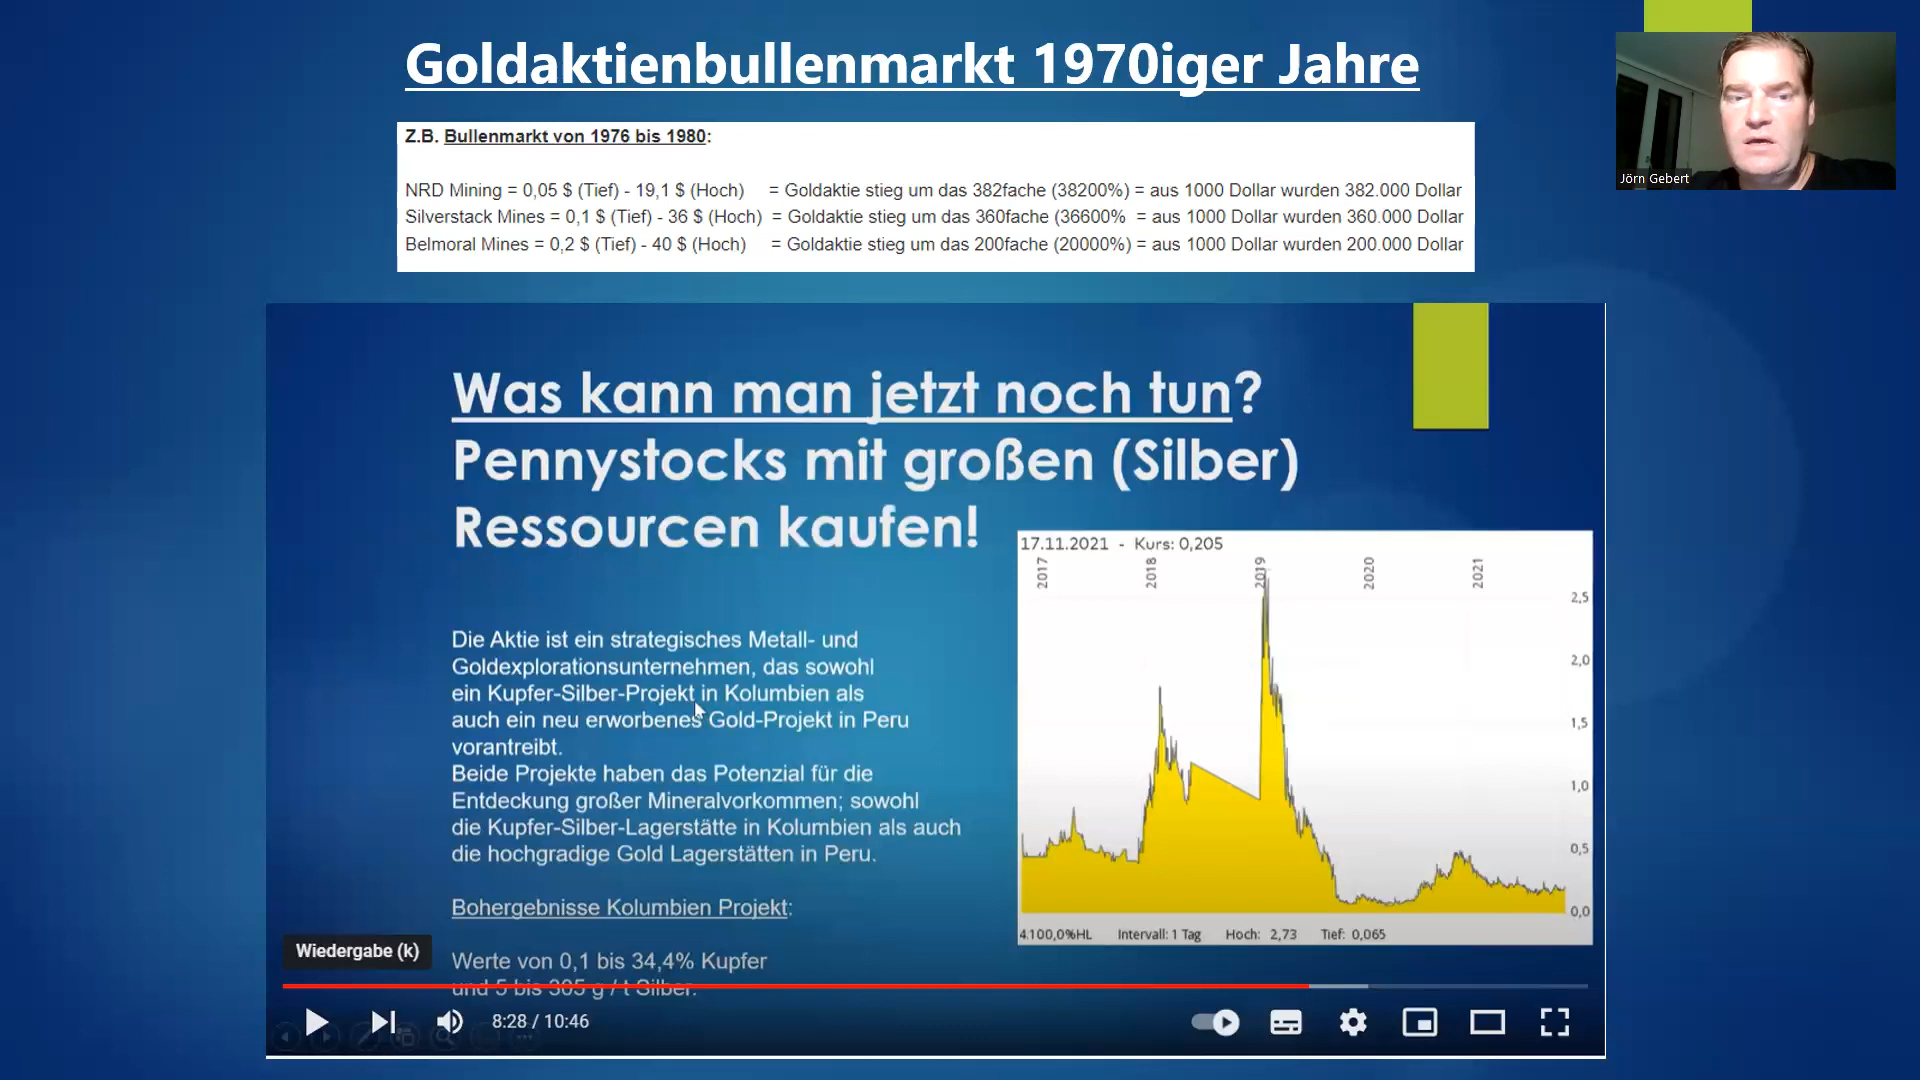 Goldaktienbullenmarkt 1970iger Jahre
Jörn Gebert
Z.B. Bullenmarkt von 1976 bis 1980:
NRD Mining = 0,05 $ (Tief) - 19,1 $ (Hoch) = Goldaktie stieg um das 382fache (38200%) = aus 1000 Dollar wurden 382.000 Dollar
Silverstack Mines = 0,1 $ (Tief) - 36 $ (Hoch) = Goldaktie stieg um das 360fache (36600% = aus 1000 Dollar wurden 360.000 Dollar
Belmoral Mines = 0,2 $ (Tief) - 40 $ (Hoch) = Goldaktie stieg um das 200fache (20000%) = aus 1000 Dollar wurden 200.000 Dollar
Was kann man jetzt noch tun?
Pennystocks mit großen (Silber)
Ressourcen kaufen!
Die Aktie ist ein strategisches Metall- und
Goldexplorationsunternehmen, das sowohl
ein Kupfer-Silber-Projekt in Kolumbien als
auch ein neu erworbenes Gold-Projekt in Peru
vorantreibt.
Beide Projekte haben das Potenzial für die
Entdeckung großer Mineralvorkommen; sowohl
die Kupfer-Silber-Lagerstätte in Kolumbien als auch
die hochgradige Gold Lagerstätten in Peru.
Bohergebnisse Kolumbien Projekt:
Werte von 0,1 bis 34,4% Kupfer
und 5 bis 305 g / t Silber.
17.11.2021 - Kurs: 0,205
2017 2018 2019 2020 2021
2,5
2,0
1,5
1,0
0,5
0,0
4.100,0%HL Intervall: 1 Tag Hoch: 2,73 Tief: 0,065
Wiedergabe (k)
8:28 / 10:46